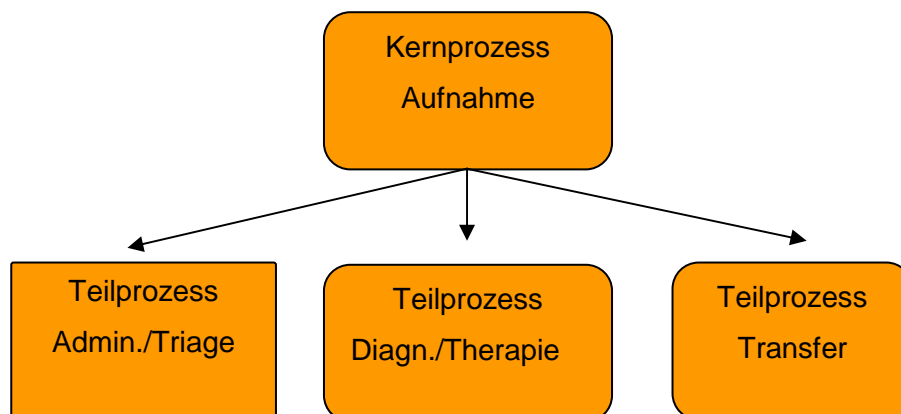 Kernprozess
Aufnahme
Teilprozess
Admin./Triage
Teilprozess
Diagn./Therapie
Teilprozess
Transfer